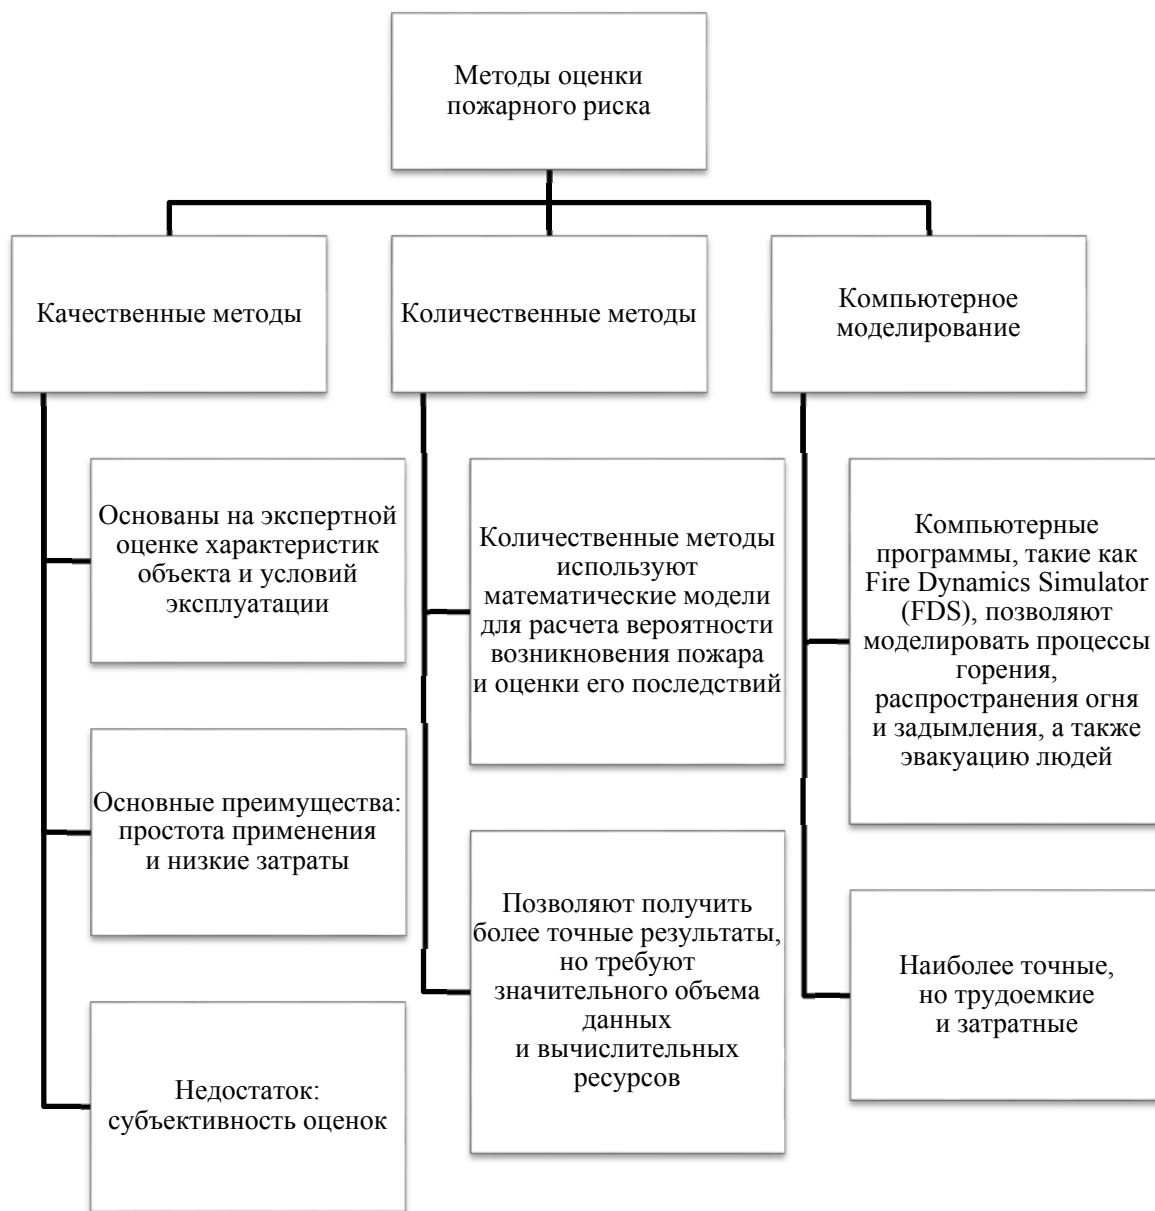 Методы оценки
пожарного риска
Качественные методы
Количественные методы
Компьютерное
моделирование
Основаны на экспертной
оценке характеристик
объекта и условий
эксплуатации
Основные преимущества:
простота применения
и низкие затраты
Недостаток:
субъективность оценок
Количественные методы
используют
математические модели
для расчета вероятности
возникновения пожара
и оценки его последствий
Позволяют получить
более точные результаты,
но требуют
значительного объема
данных
и вычислительных
ресурсов
Компьютерные
программы, такие как
Fire Dynamics Simulator
(FDS), позволяют
моделировать процессы
горения,
распространения огня
и задымления, а также
эвакуацию людей
Наиболее точные,
но трудоемкие
и затратные